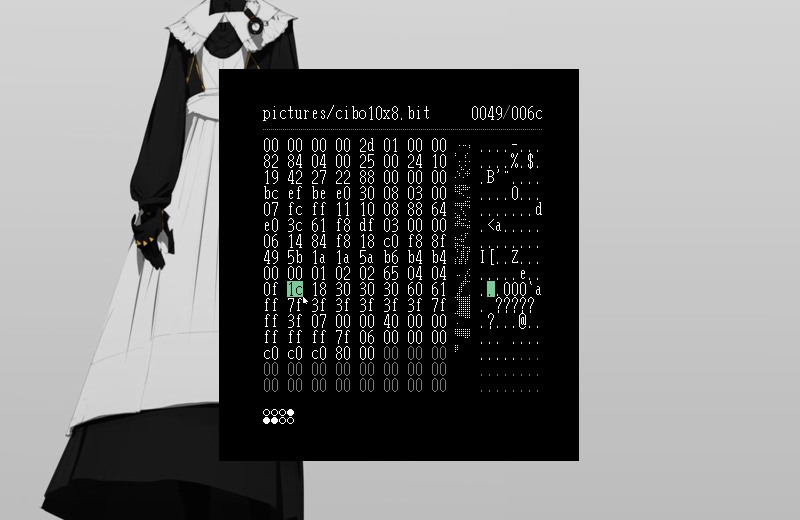 pictures/cibo10x8.bit 0049/006c
00 00 00 00 2d 01 00 00 ....-...
82 84 04 00 25 00 24 10 ....%.$.
19 42 27 22 88 00 00 00 .B'"....
bc ef be e0 30 08 03 00 ....0...
07 fc ff 11 10 08 88 64 .......d
e0 3c 61 f8 df 03 00 00 .<a.....
06 14 84 f8 18 c0 f8 8f ........
49 5b 1a 1a 5a b6 b4 b4 I[..Z...
00 00 01 02 02 65 04 04 .....e..
0f 1c 18 30 30 30 60 61 ...000`a
ff 7f 3f 3f 3f 3f 3f 7f ..?????.
ff 3f 07 00 00 40 00 00 .?...@..
ff ff ff 7f 06 00 00 00 ........
c0 c0 c0 80 00 00 00 00 ........
00 00 00 00 00 00 00 00 ........
00 00 00 00 00 00 00 00 ........